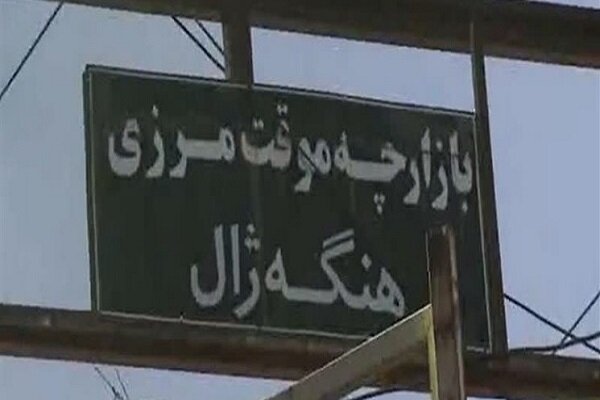 بازارچه موقت مرزی
هنگه ژال